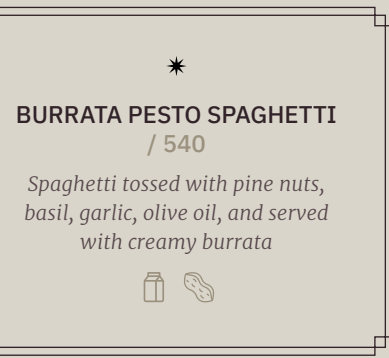 BURRATA PESTO SPAGHETTI
/ 540
Spaghetti tossed with pine nuts,
basil, garlic, olive oil, and served
with creamy burrata